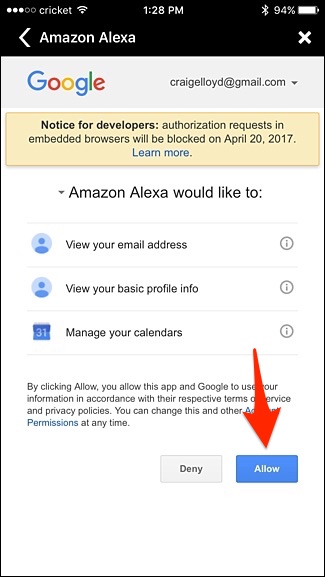 cricket 1:28 PM 94%
Amazon Alexa
Google craigelloyd@gmail.com
Notice for developers: authorization requests in
embedded browsers will be blocked on April 20, 2017.
Learn more.
Amazon Alexa would like to:
View your email address
View your basic profile info
31 Manage your calendars
By clicking Allow, you allow this app and Google to use your
information in accordance with their respective terms of service
and privacy policies. You can change this and other
Permissions at any time.
Deny Allow